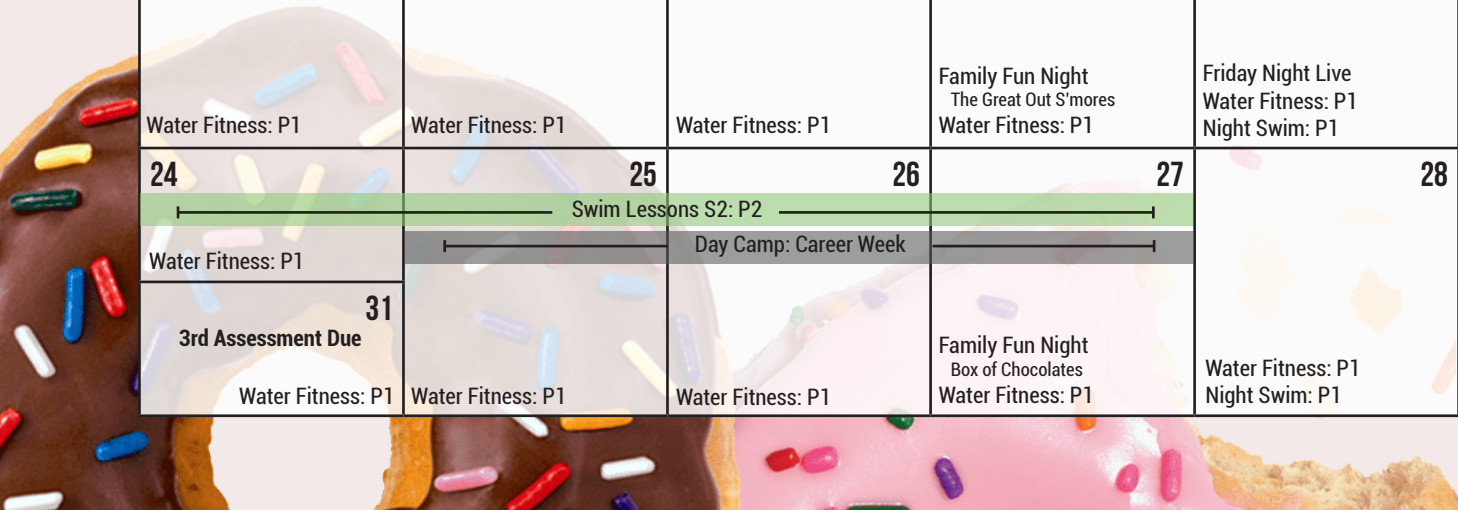 Water Fitness: P1
Water Fitness: P1
Water Fitness: P1
Family Fun Night
The Great Out S'mores
Water Fitness: P1
Friday Night Live
Water Fitness: P1
Night Swim: P1
24
25
26
27
28
Swim Lessons S2: P2
Day Camp: Career Week
Water Fitness: P1
31
3rd Assessment Due
Water Fitness: P1
Water Fitness: P1
Water Fitness: P1
Family Fun Night
Box of Chocolates
Water Fitness: P1
Water Fitness: P1
Night Swim: P1